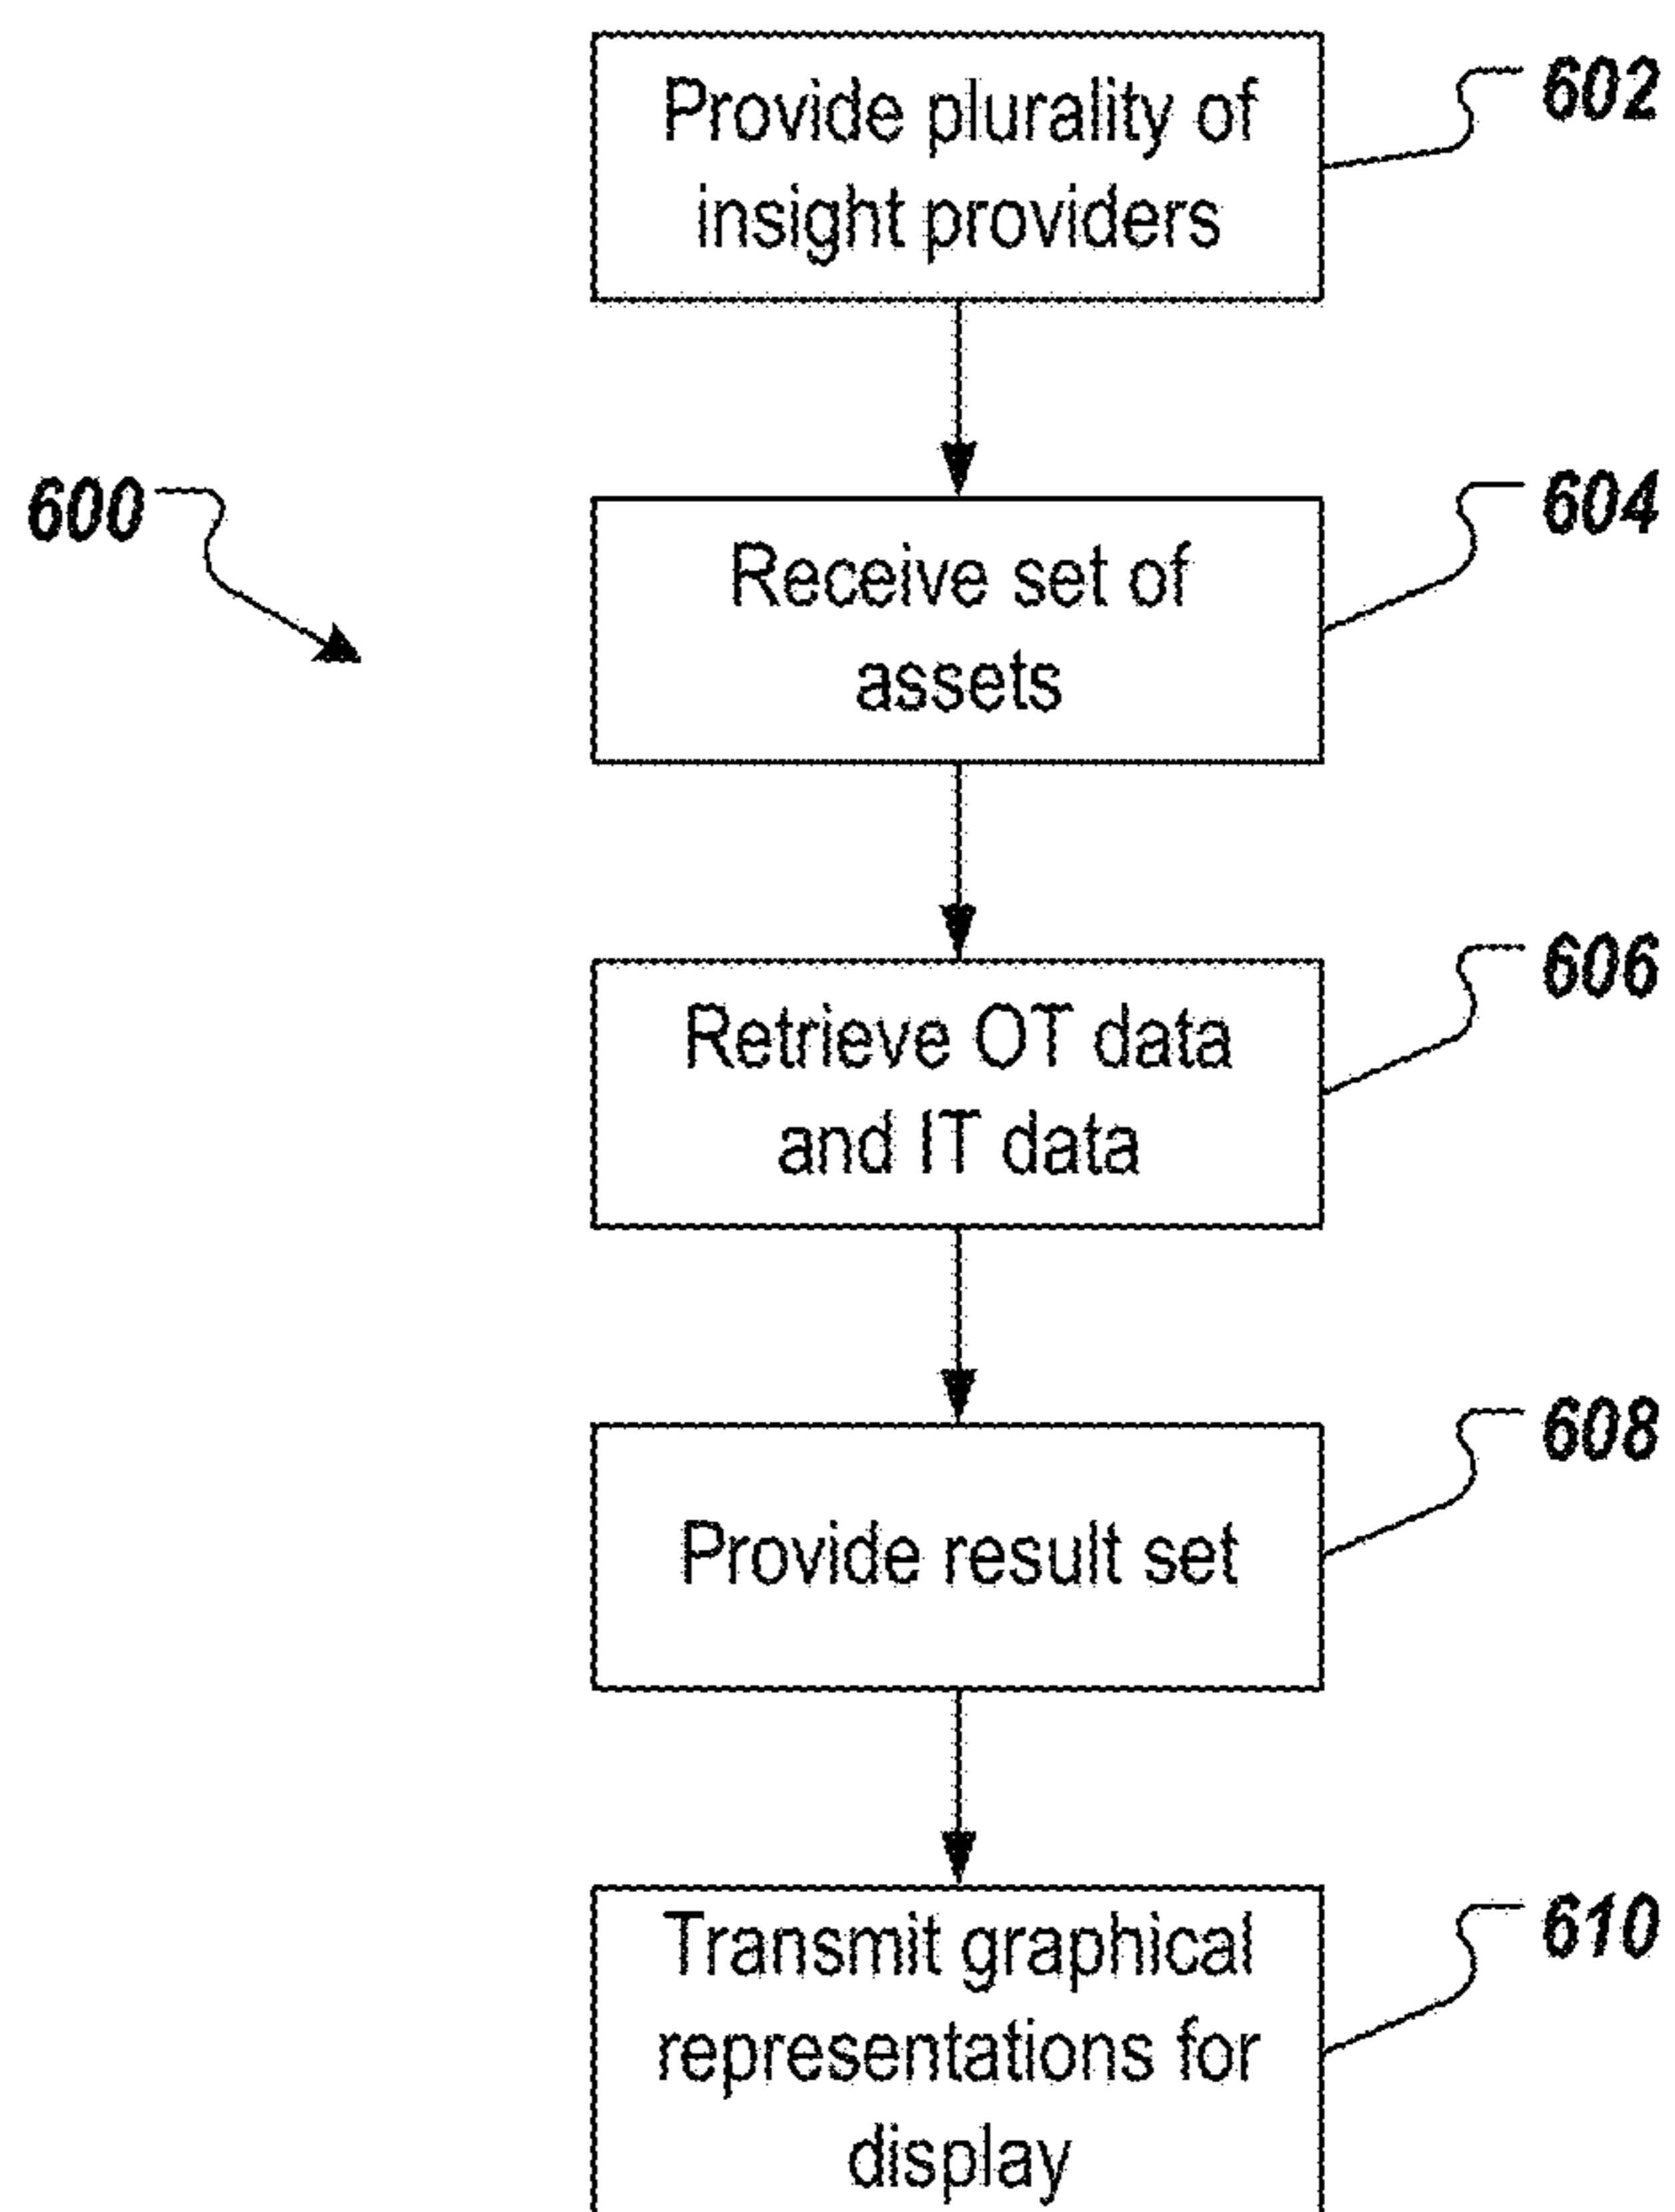 Provide plurality of
insight providers
602
600
Receive set of
assets
604
Retrieve OT data
and IT data
606
Provide result set
608
Transmit graphical
representations for
display
610